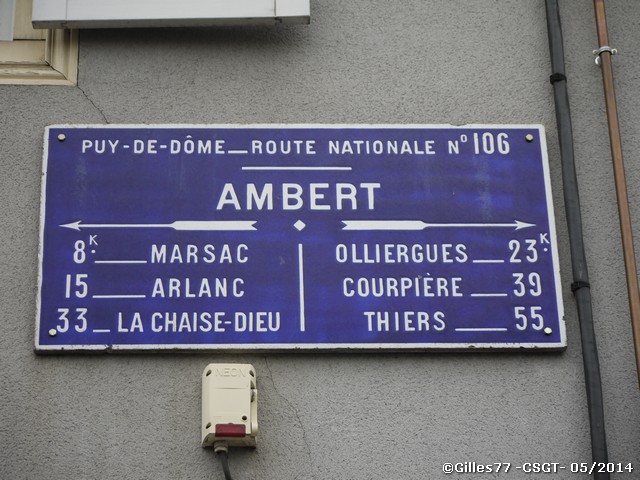 PUY-DE-DÔME_ROUTE NATIONALE Nº 106
AMBERT
8K. MARSAC
15 ARLANC
33 LA CHAISE-DIEU
OLLIERGUES 23K.
COURPIÈRE 39
THIERS 55
NEON
©Gilles77 -CSGT- 05/2014